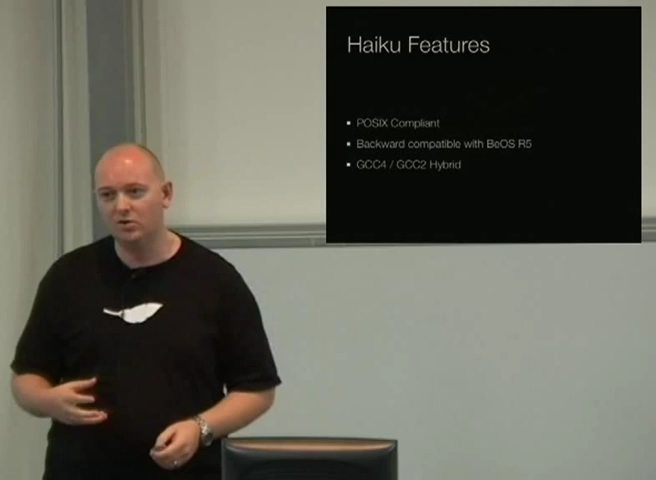 Haiku Features
▪ POSIX Compliant
▪ Backward compatible with BeOS R5
▪ GCC4 / GCC2 Hybrid